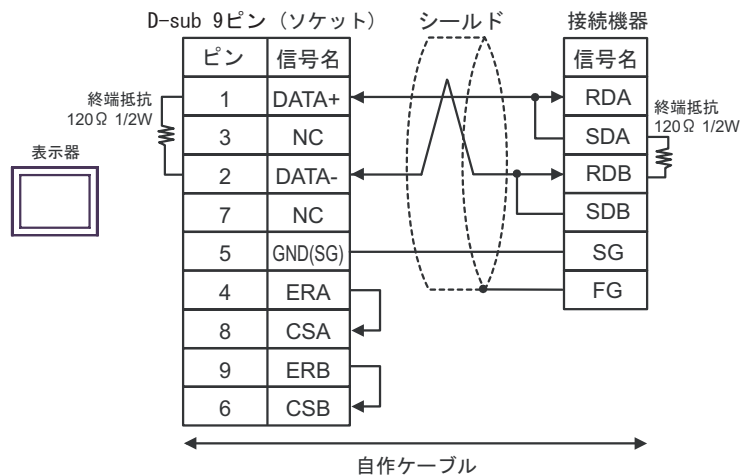 D-sub 9ピン（ソケット）
シールド
接続機器
ピン 信号名
信号名
終端抵抗
120Ω 1/2W
1 DATA+
RDA
終端抵抗
120Ω 1/2W
3 NC
SDA
表示器
2 DATA-
RDB
7 NC
SDB
5 GND(SG)
SG
4 ERA
FG
8 CSA
9 ERB
6 CSB
自作ケーブル